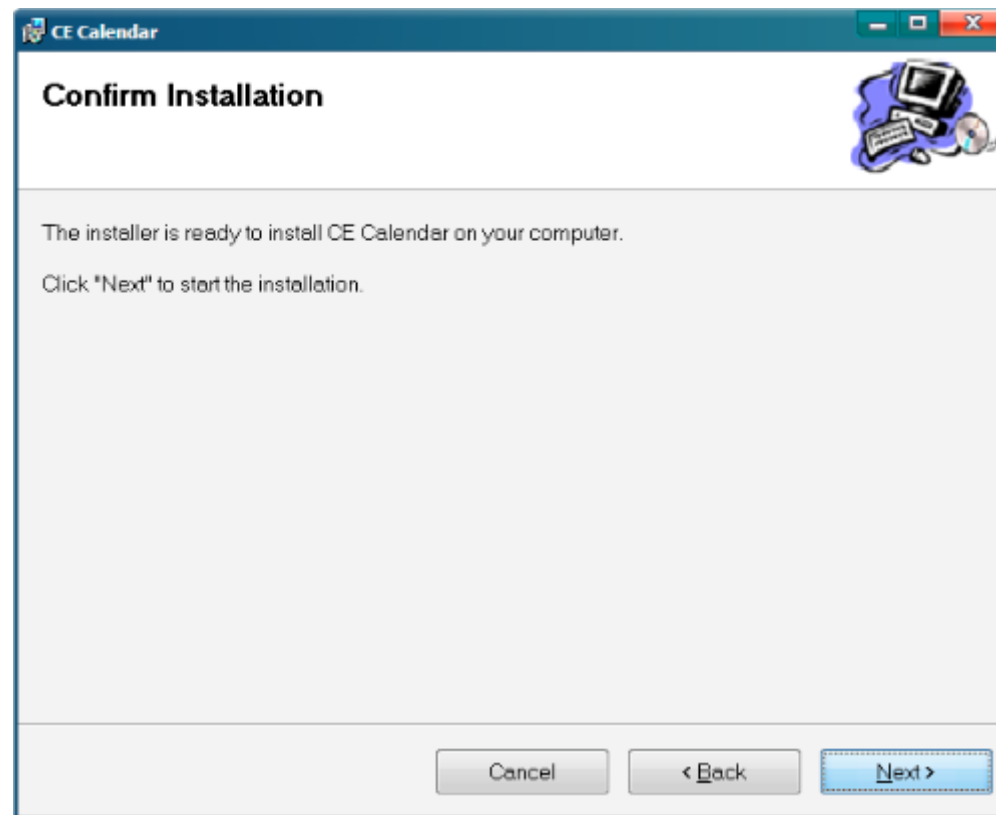 CE Calendar
Confirm Installation
The installer is ready to install CE Calendar on your computer.
Click "Next" to start the installation.
Cancel
< Back
Next >